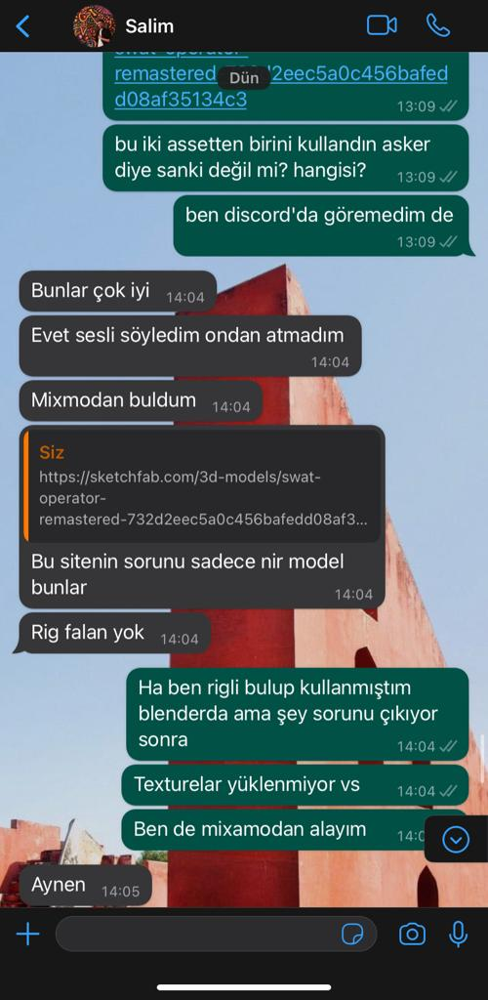 Salim
swat-operator-
remastered
Dün
2eec5a0c456bafed
d08af35134c3
13:09
bu iki assetten birini kullandın asker
diye sanki değil mi? hangisi?
13:09
ben discord'da göremedim de
13:09
Bunlar çok iyi 14:04
Evet sesli söyledim ondan atmadım
14:04
Mixmodan buldum 14:04
Siz
https://sketchfab.com/3d-models/swat-
operator-
remastered-732d2eec5a0c456bafedd08af3...
Bu sitenin sorunu sadece nir model
bunlar
14:04
Rig falan yok 14:04
Ha ben rigli bulup kullanmıştım
blenderda ama şey sorunu çıkıyor
sonra
14:04
Texturelar yüklenmiyor vs 14:04
Ben de mixamodan alayım
Aynen 14:05